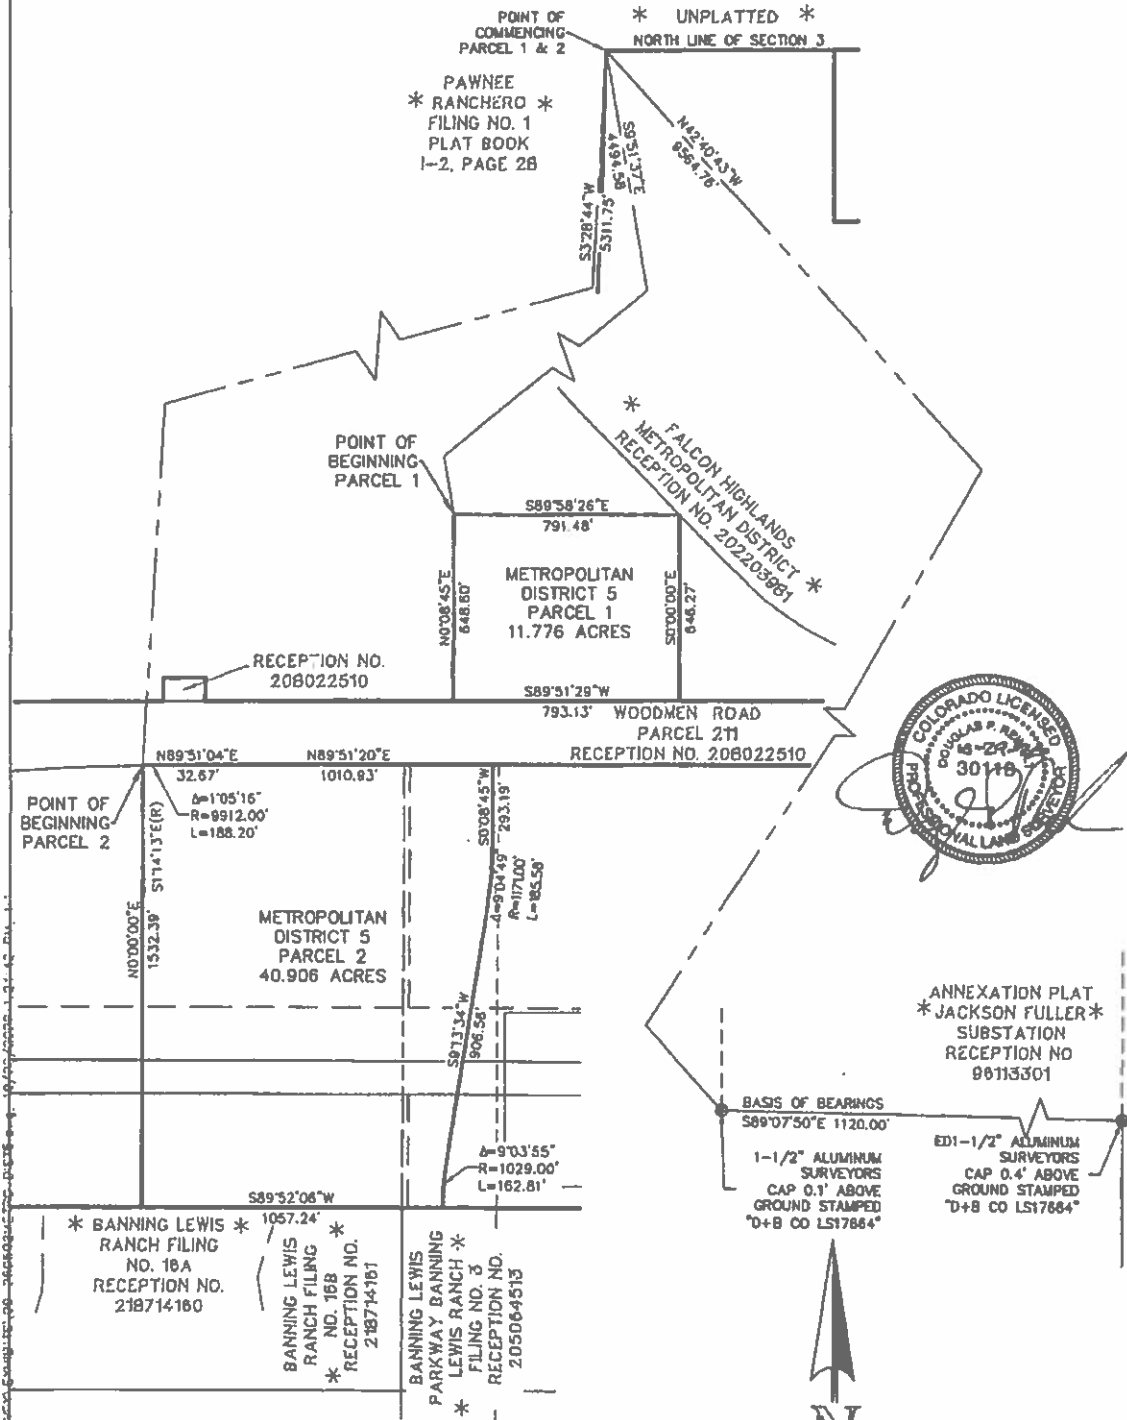 * UNPLATTED *
POINT OF
COMMENCING
PARCEL 1 & 2
NORTH LINE OF SECTION 3
PAWNEE
* RANCHERO *
FILING NO. 1
PLAT BOOK
I-2, PAGE 28
S3°28'44"W
5311.75'
S9°51'37"E
4494.58
N42°40'43"W
9564.76'
* FALCON HIGHLANDS
METROPOLITAN DISTRICT *
RECEPTION NO. 202203981
POINT OF
BEGINNING
PARCEL 1
S89°58'26"E
791.48'
N0°08'45"E
648.60'
METROPOLITAN
DISTRICT 5
PARCEL 1
11.776 ACRES
S0°00'00"E
646.27'
RECEPTION NO.
208022510
S89°51'29"W
793.13'
WOODMEN ROAD
PARCEL 211
RECEPTION NO. 208022510
COLORADO LICENSED
DOUGLAS P.
30118
PROFESSIONAL LAND SURVEYOR
N89°51'04"E
32.67'
N89°51'20"E
1010.93'
POINT OF
BEGINNING
PARCEL 2
Δ=1°05'16"
R=9912.00'
L=188.20'
S1°14'13"E(R)
N0°00'00"E
1532.39'
S0°08'45"W
293.19'
Δ=9°04'49"
R=1171.00'
L=185.58'
METROPOLITAN
DISTRICT 5
PARCEL 2
40.906 ACRES
S9°13'34"W
906.56'
Δ=9°03'55"
R=1029.00'
L=162.81'
S89°52'06"W
1057.24'
ANNEXATION PLAT
* JACKSON FULLER *
SUBSTATION
RECEPTION NO
96113301
BASIS OF BEARINGS
S89°07'50"E 1120.00'
1-1/2" ALUMINUM
SURVEYORS
CAP 0.1' ABOVE
GROUND STAMPED
"D+B CO LS17664"
ED1-1/2" ALUMINUM
SURVEYORS
CAP 0.4' ABOVE
GROUND STAMPED
"D+B CO LS17664"
* BANNING LEWIS *
RANCH FILING
NO. 16A
RECEPTION NO.
218714160
BANNING LEWIS
RANCH FILING
* NO. 16B *
RECEPTION NO.
218714161
BANNING LEWIS
PARKWAY BANNING
* LEWIS RANCH *
FILING NO. 3
RECEPTION NO.
205064513
N